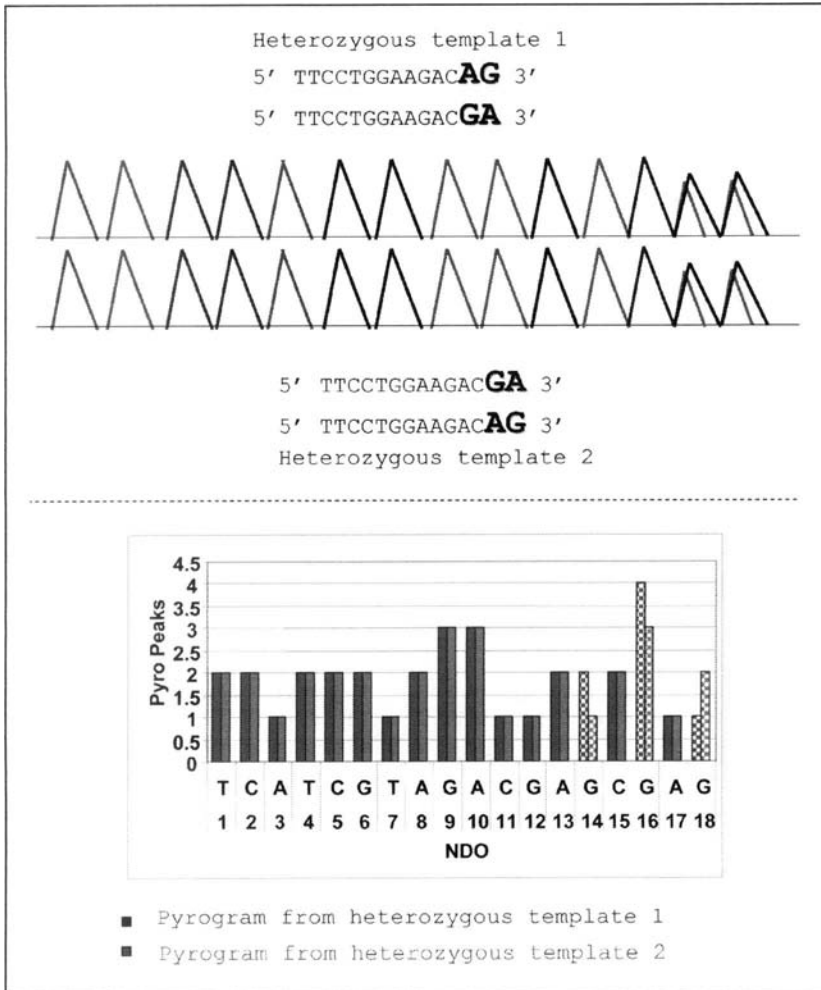 Heterozygous template 1
5' TTCCTGGAAGACAG 3'
5' TTCCTGGAAGACGA 3'
5' TTCCTGGAAGACGA 3'
5' TTCCTGGAAGACAG 3'
Heterozygous template 2
4.5
4
3.5
3
2.5
2
1.5
1
0.5
0
Pyro Peaks
T C A T C G T A G A C G A G C G A G
1 2 3 4 5 6 7 8 9 10 11 12 13 14 15 16 17 18
NDO
Pyrogram from heterozygous template 1
Pyrogram from heterozygous template 2